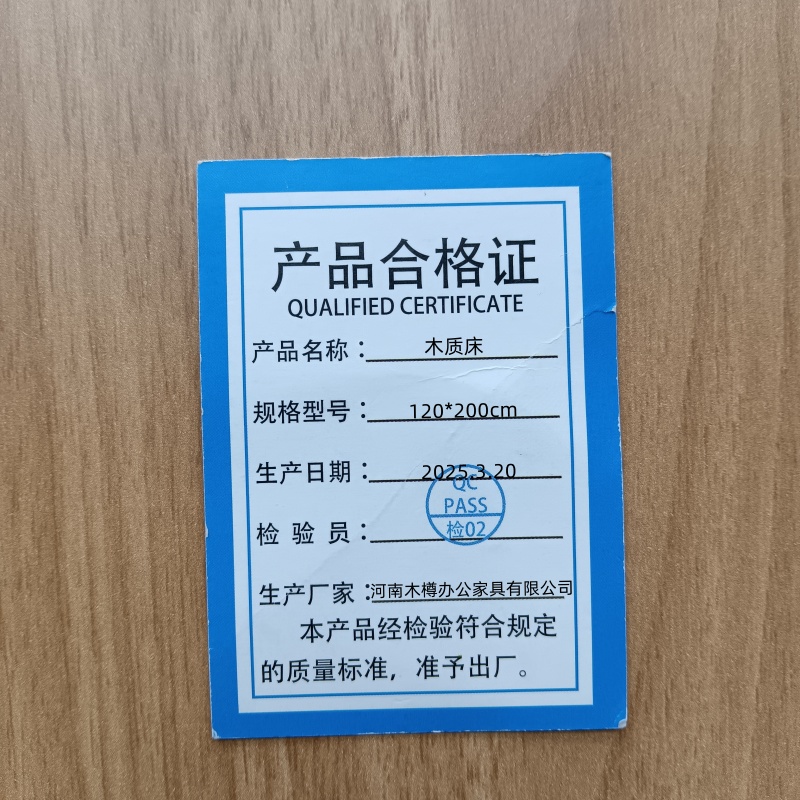 产品合格证
QUALIFIED CERTIFICATE
产品名称：木质床
规格型号：120*200cm
生产日期：2025.3.20
QC
PASS
检验员：检02
生产厂家：河南木樽办公家具有限公司
本产品经检验符合规定
的质量标准，准予出厂。